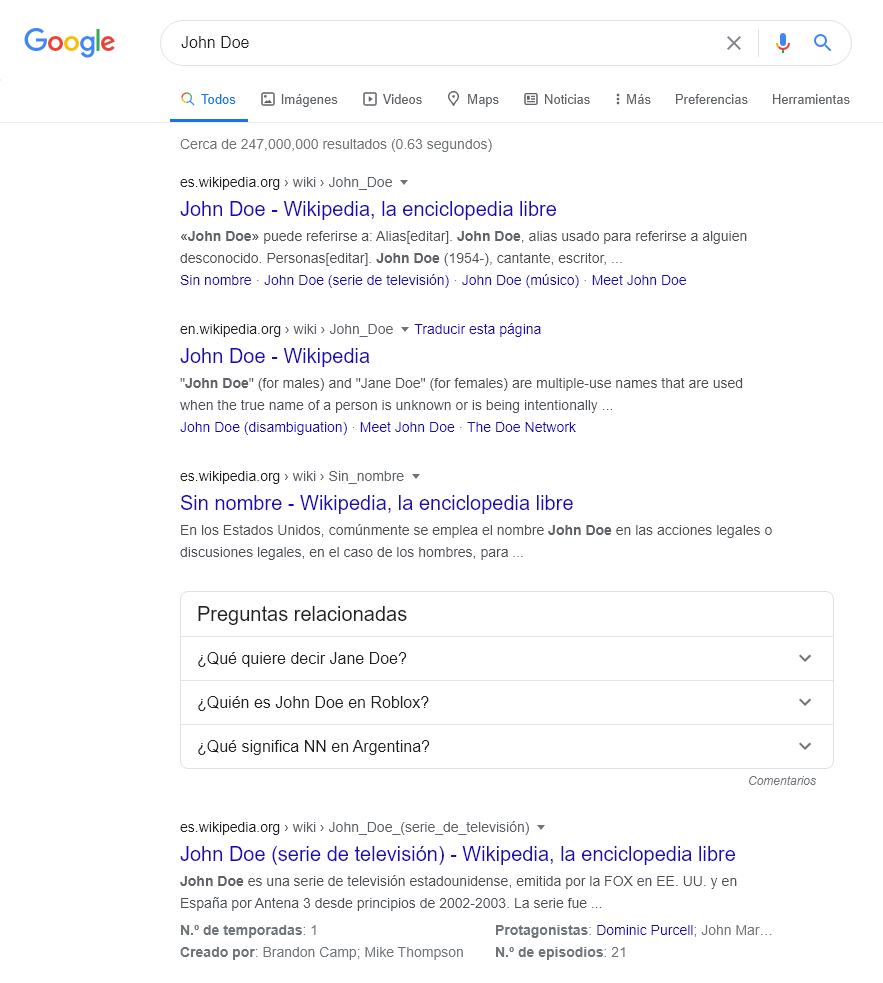 Google
John Doe
Todos Imágenes Videos Maps Noticias Más Preferencias Herramientas
Cerca de 247,000,000 resultados (0.63 segundos)
es.wikipedia.org › wiki › John_Doe
John Doe - Wikipedia, la enciclopedia libre
«John Doe» puede referirse a: Alias[editar]. John Doe, alias usado para referirse a alguien
desconocido. Personas[editar]. John Doe (1954-), cantante, escritor, ...
Sin nombre · John Doe (serie de televisión) · John Doe (músico) · Meet John Doe
en.wikipedia.org › wiki › John_Doe Traducir esta página
John Doe - Wikipedia
"John Doe" (for males) and "Jane Doe" (for females) are multiple-use names that are used
when the true name of a person is unknown or is being intentionally ...
John Doe (disambiguation) · Meet John Doe · The Doe Network
es.wikipedia.org › wiki › Sin_nombre
Sin nombre - Wikipedia, la enciclopedia libre
En los Estados Unidos, comúnmente se emplea el nombre John Doe en las acciones legales o
discusiones legales, en el caso de los hombres, para ...
Preguntas relacionadas
¿Qué quiere decir Jane Doe?
¿Quién es John Doe en Roblox?
¿Qué significa NN en Argentina?
Comentarios
es.wikipedia.org › wiki › John_Doe_(serie_de_televisión)
John Doe (serie de televisión) - Wikipedia, la enciclopedia libre
John Doe es una serie de televisión estadounidense, emitida por la FOX en EE. UU. y en
España por Antena 3 desde principios de 2002-2003. La serie fue ...
N.º de temporadas: 1 Protagonistas: Dominic Purcell; John Mar...
Creado por: Brandon Camp; Mike Thompson N.º de episodios: 21